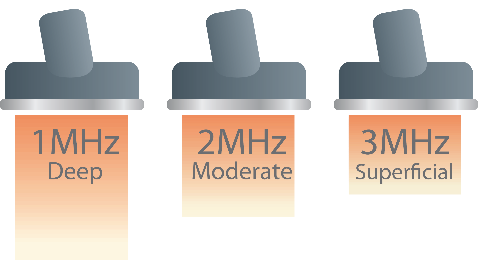 1MHz
Deep
2MHz
Moderate
3MHz
Superficial